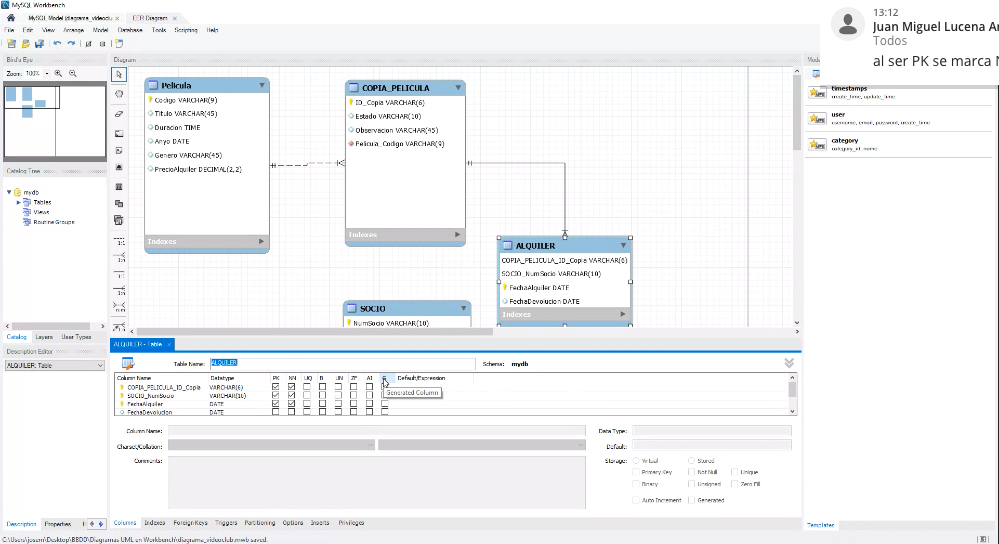 MySQL Workbench
MySQL Model (diagrama_videoclu ×
EER Diagram ×
File Edit View Arrange Model Database Tools Scripting Help
Bird's Eye
Zoom: 100%
Catalog Tree
mydb
Tables
Views
Routine Groups
Catalog Layers User Types
Description Editor
ALQUILER: Table
Description Properties
Diagram
1:1
1:n
1:1
1:n
n:m
Pelicula
Codigo VARCHAR(9)
Titulo VARCHAR(45)
Duracion TIME
Anyo DATE
Genero VARCHAR(45)
PrecioAlquiler DECIMAL(2,2)
Indexes
COPIA_PELICULA
ID_Copia VARCHAR(6)
Estado VARCHAR(10)
Observacion VARCHAR(45)
Pelicula_Codigo VARCHAR(9)
Indexes
ALQUILER
COPIA_PELICULA_ID_Copia VARCHAR(6)
SOCIO_NumSocio VARCHAR(10)
FechaAlquiler DATE
FechaDevolucion DATE
Indexes
SOCIO
NumSocio VARCHAR(10)
13:12
Juan Miguel Lucena A
Todos
al ser PK se marca N
timestamps
create_time, update_time
user
username, email, password, create_time
category
category_id, name
Templates
ALQUILER - Table ×
Table Name: ALQUILER Schema: mydb
Column Name Datatype PK NN UQ B UN ZF AI G Default/Expression
COPIA_PELICULA_ID_Copia VARCHAR(6)
SOCIO_NumSocio VARCHAR(10)
FechaAlquiler DATE
FechaDevolucion DATE
Generated Column
Column Name: Data Type:
Charset/Collation: Default:
Comments: Storage: Virtual Stored
Primary Key Not Null Unique
Binary Unsigned Zero Fill
Auto Increment Generated
Columns Indexes Foreign Keys Triggers Partitioning Options Inserts Privileges
C:\Users\josem\Desktop\BBDD\Diagramas UML en Workbench\diagrama_videoclub.mwb saved.